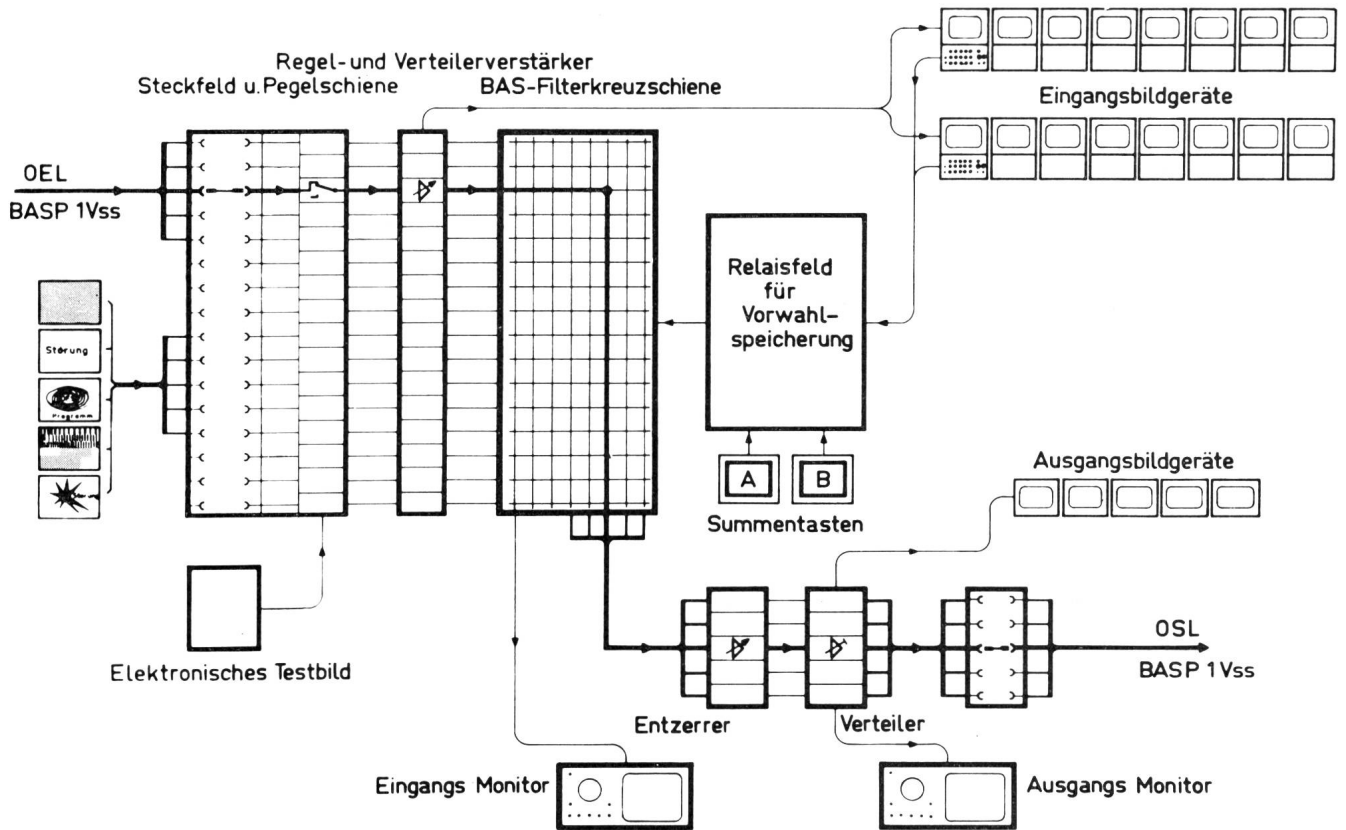 Regel-und Verteilerverstärker
Steckfeld u.Pegelschiene
BAS-Filterkreuzschiene
Eingangsbildgeräte
OEL
BASP 1Vss
Störung
Programm
Relaisfeld
für
Vorwahl-
speicherung
A
B
Summentasten
Ausgangsbildgeräte
Elektronisches Testbild
OSL
BASP 1Vss
Entzerrer
Verteiler
Eingangs Monitor
Ausgangs Monitor